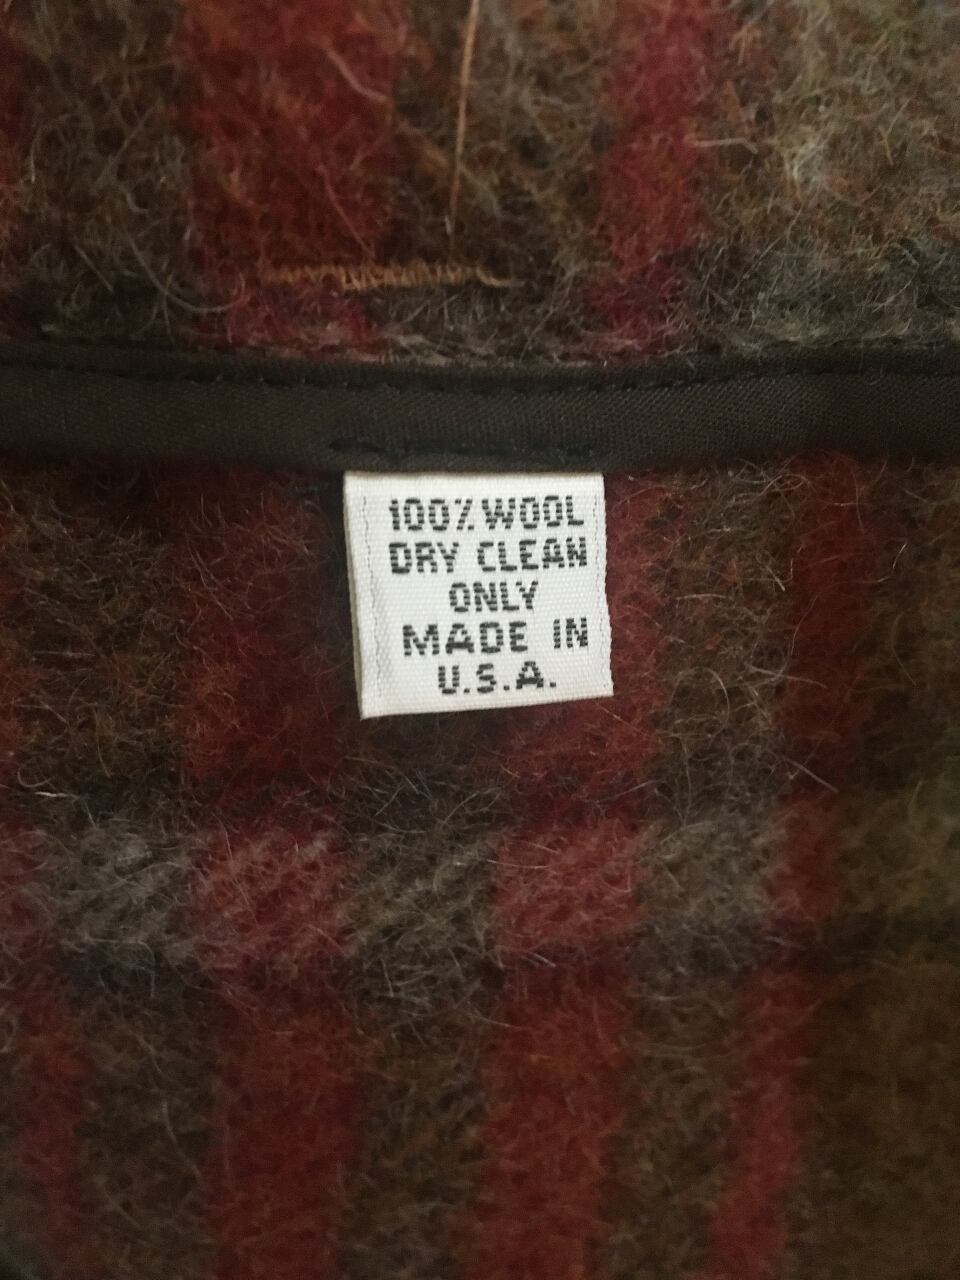 100% WOOL
DRY CLEAN
ONLY
MADE IN
U.S.A.